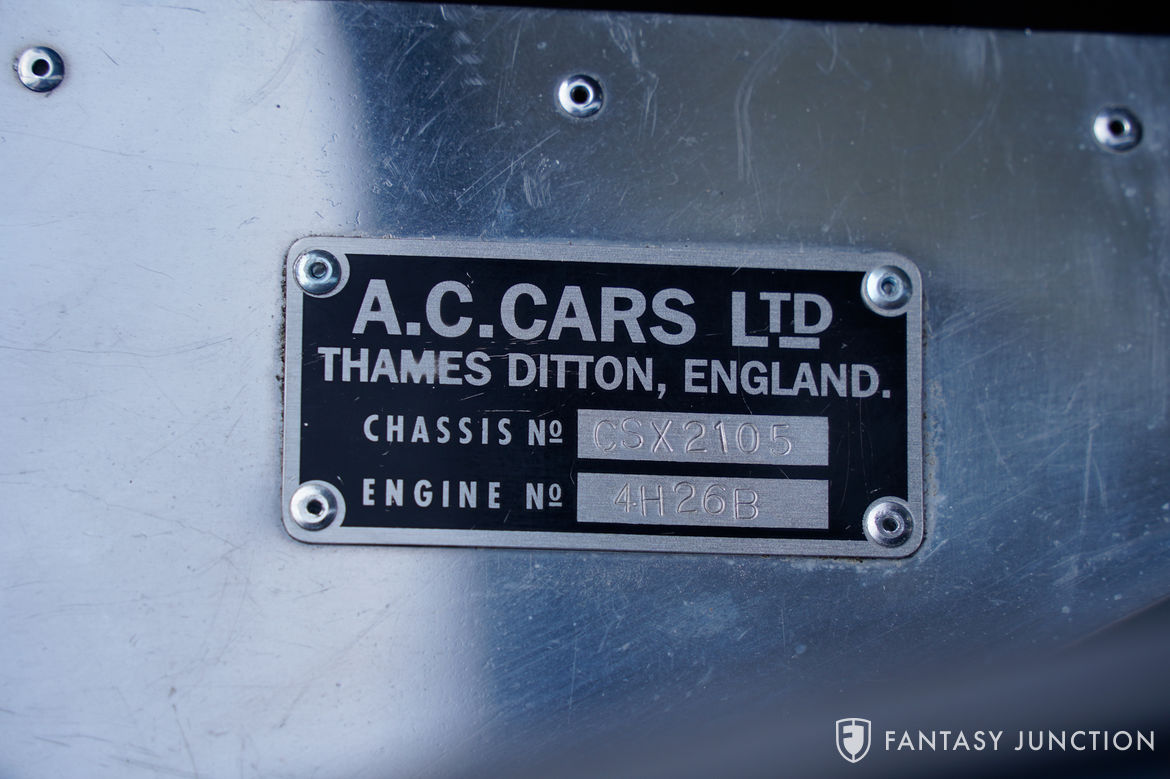 A.C.CARS LTD
THAMES DITTON, ENGLAND.
CHASSIS Nº CSX2105
ENGINE Nº 4H26B
FANTASY JUNCTION